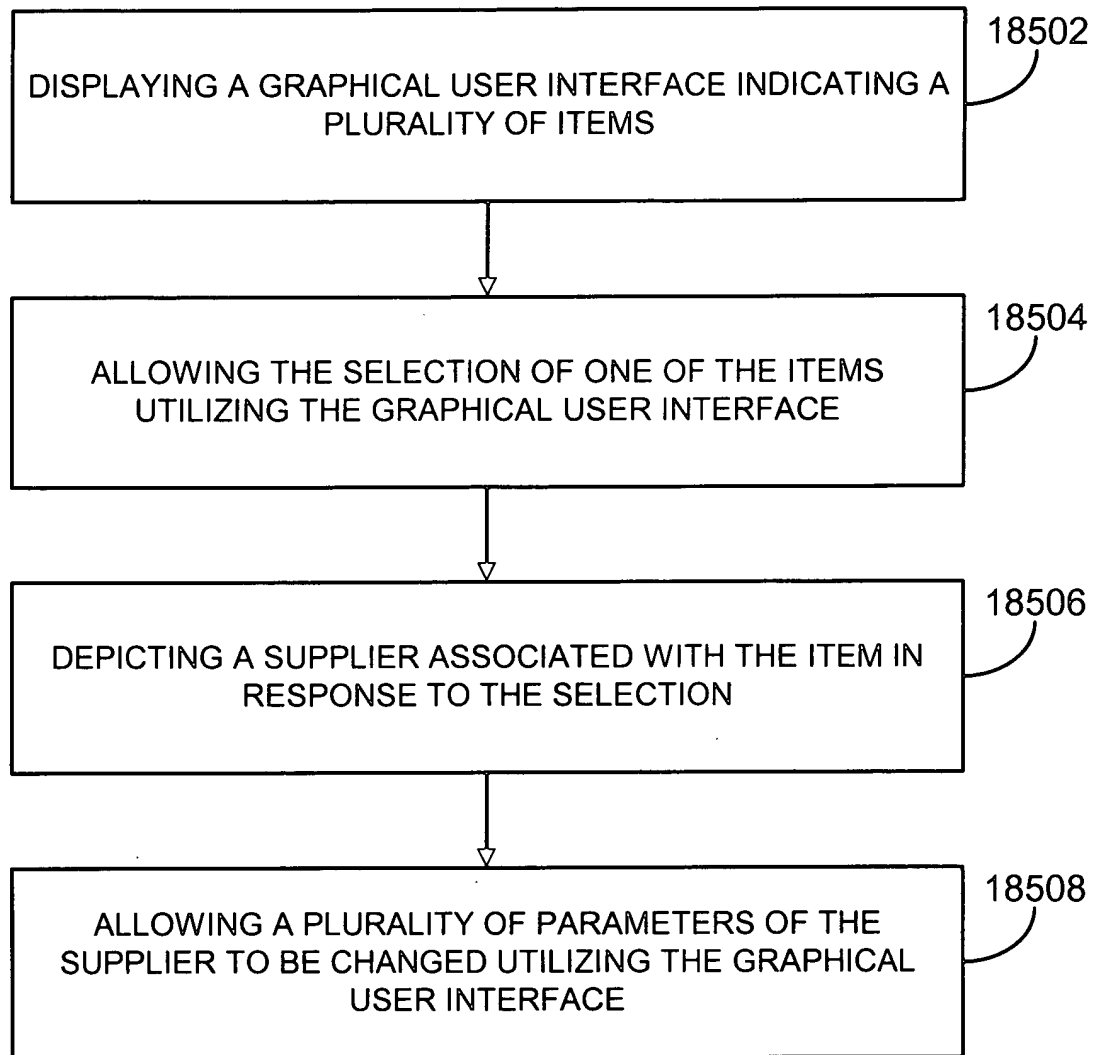 18502
DISPLAYING A GRAPHICAL USER INTERFACE INDICATING A
PLURALITY OF ITEMS
18504
ALLOWING THE SELECTION OF ONE OF THE ITEMS
UTILIZING THE GRAPHICAL USER INTERFACE
18506
DEPICTING A SUPPLIER ASSOCIATED WITH THE ITEM IN
RESPONSE TO THE SELECTION
18508
ALLOWING A PLURALITY OF PARAMETERS OF THE
SUPPLIER TO BE CHANGED UTILIZING THE GRAPHICAL
USER INTERFACE